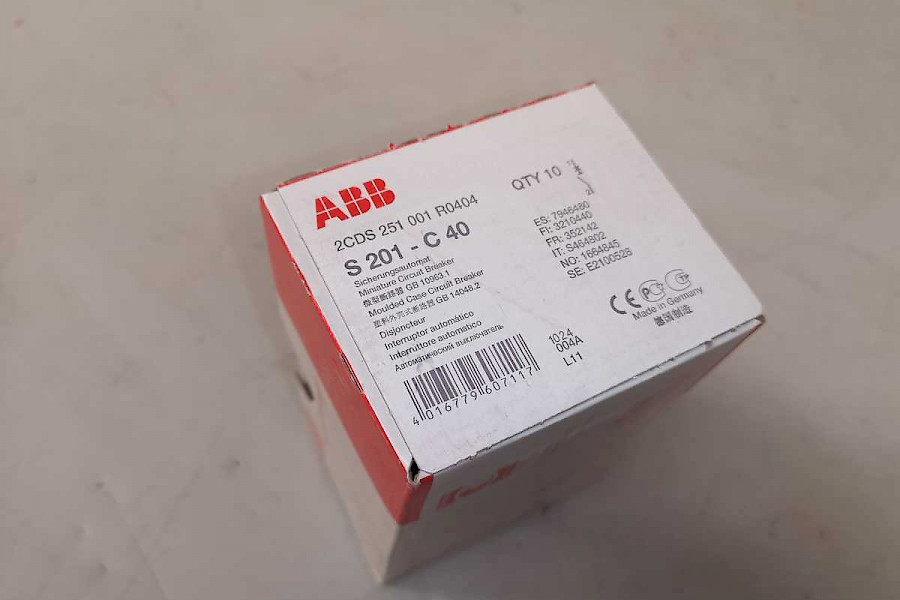 ABB
2CDS 251 001 R0404
S 201 - C 40
Sicherungsautomat
Miniature Circuit Breaker
微型断路器 GB 10963.1
Moulded Case Circuit Breaker
塑料外壳式断路器 GB 14048.2
Disjoncteur
Interruptor automático
Interruttore automatico
Автоматический выключатель
4 016779 607117
QTY 10
ES: 7946480
FI: 3210440
FR: 352142
IT: S464802
NO: 1664845
SE: E2100528
CE
Made in Germany
德国制造
1024
004A
L11